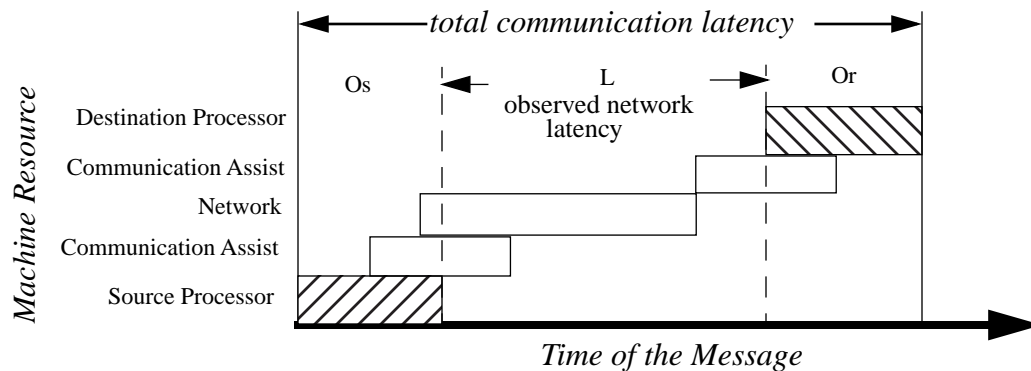 total communication latency
Os
L
Or
observed network
latency
Machine Resource
Destination Processor
Communication Assist
Network
Communication Assist
Source Processor
Time of the Message